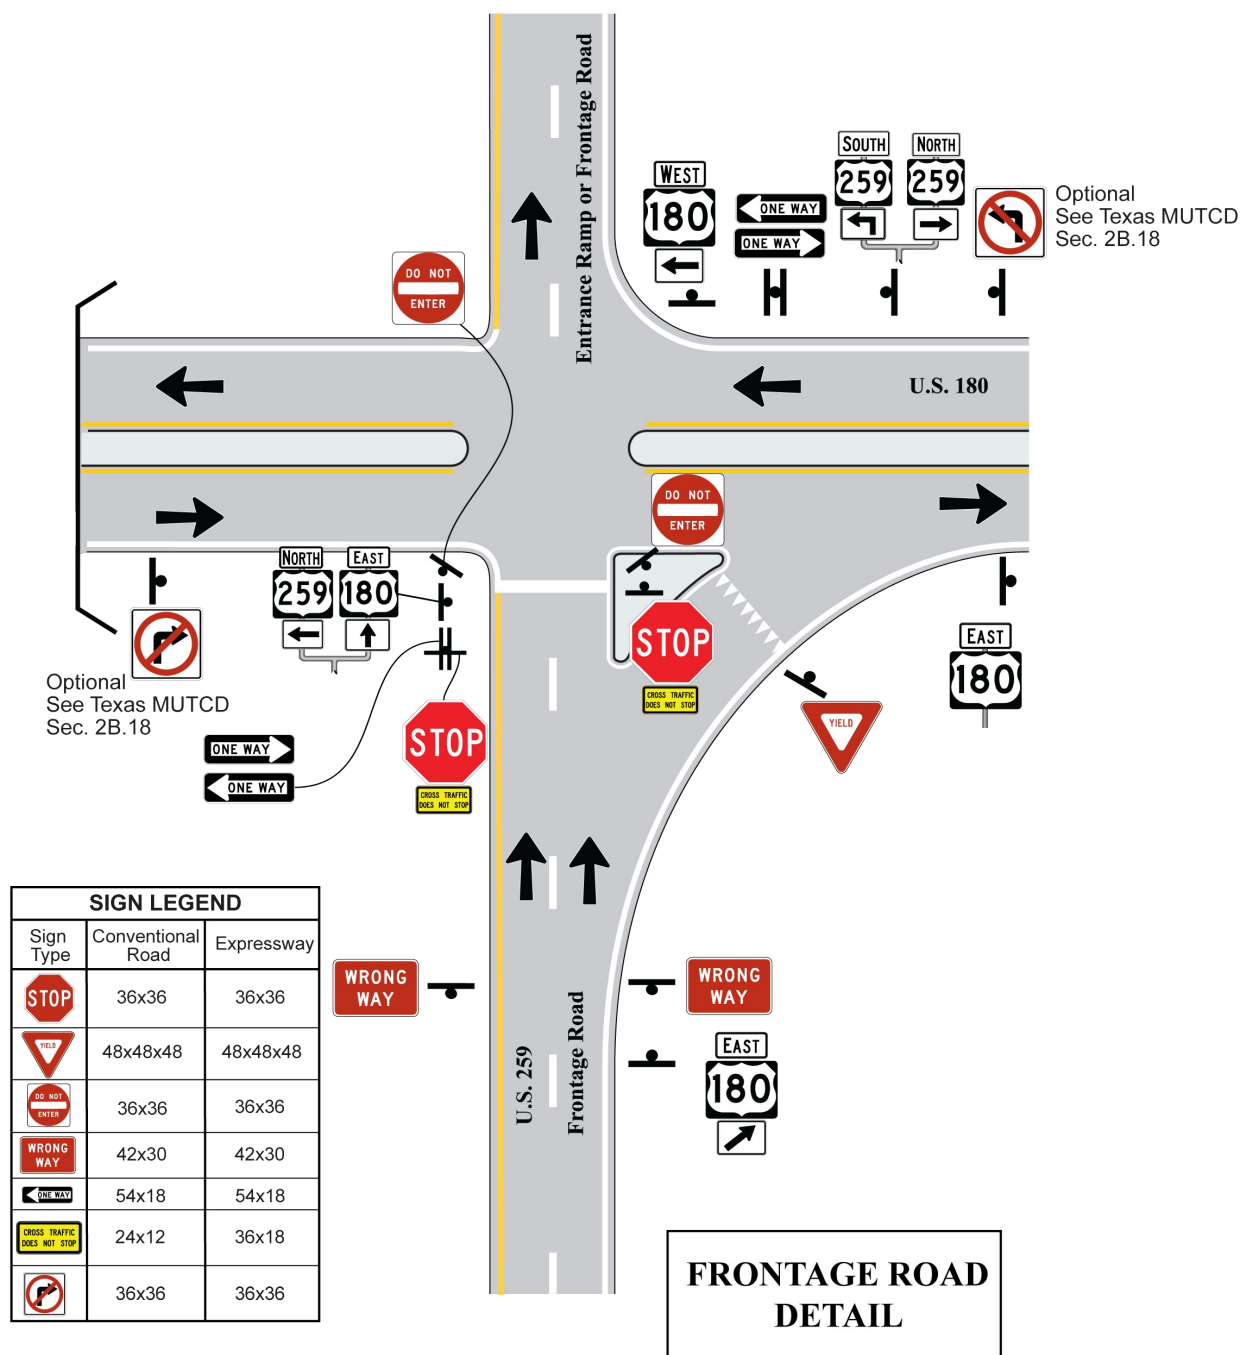 Entrance Ramp or Frontage Road
SOUTH
259
NORTH
259
WEST
180
ONE WAY
ONE WAY
Optional
See Texas MUTCD
Sec. 2B.18
DO NOT
ENTER
U.S. 180
DO NOT
ENTER
NORTH
259
EAST
180
STOP
CROSS TRAFFIC
DOES NOT STOP
EAST
180
Optional
See Texas MUTCD
Sec. 2B.18
YIELD
ONE WAY
ONE WAY
STOP
CROSS TRAFFIC
DOES NOT STOP
WRONG
WAY
WRONG
WAY
U.S. 259
Frontage Road
EAST
180
SIGN LEGEND
Sign
Type
Conventional
Road
Expressway
STOP
36x36
36x36
YIELD
48x48x48
48x48x48
DO NOT
ENTER
36x36
36x36
WRONG
WAY
42x30
42x30
ONE WAY
54x18
54x18
CROSS TRAFFIC
DOES NOT STOP
24x12
36x18
36x36
36x36
FRONTAGE ROAD
DETAIL